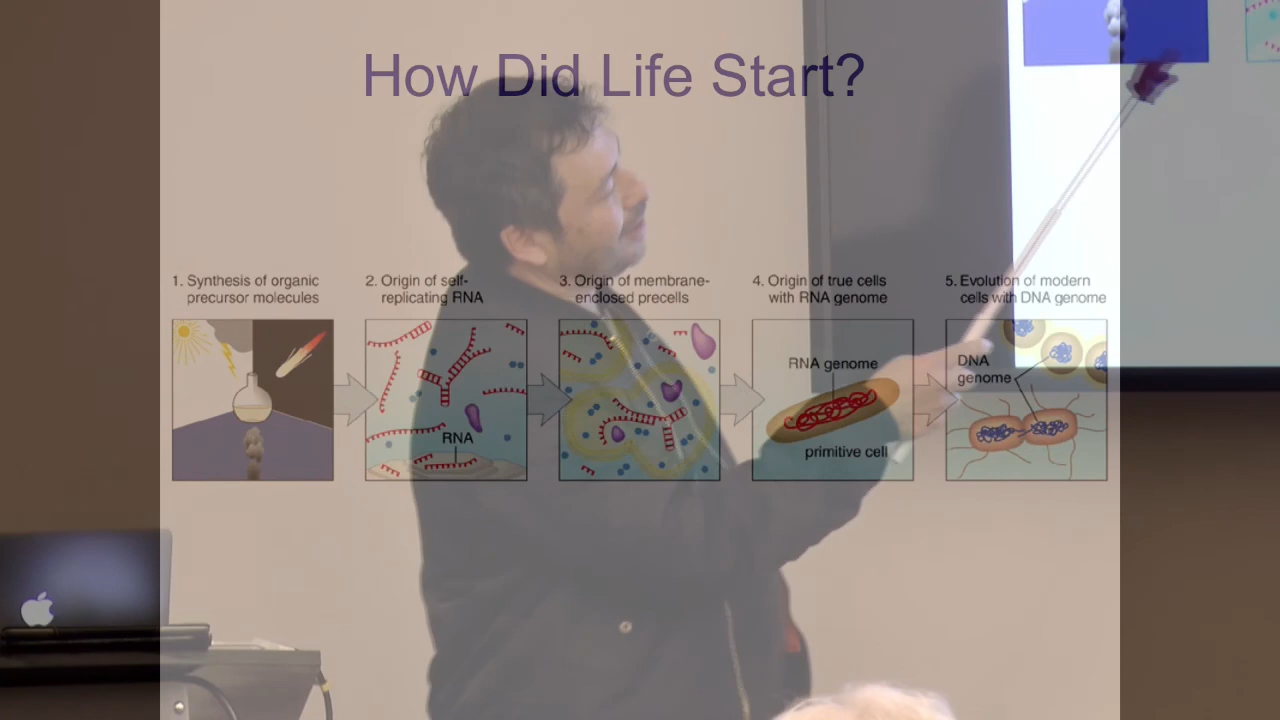 How Did Life Start?
1. Synthesis of organic
precursor molecules
2. Origin of self-
replicating RNA
3. Origin of membrane-
enclosed precells
4. Origin of true cells
with RNA genome
5. Evolution of modern
cells with DNA genome
RNA
RNA genome
primitive cell
DNA
genome